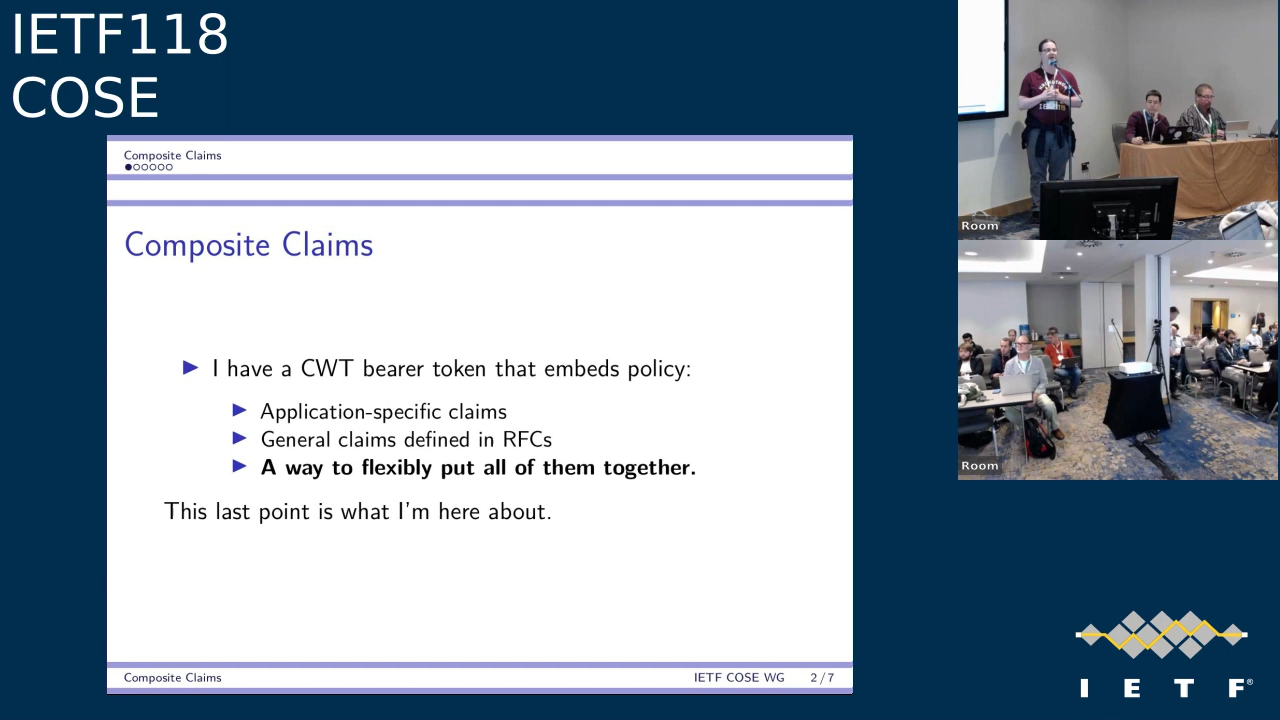 IETF118
COSE
Composite Claims
Composite Claims
I have a CWT bearer token that embeds policy:
Application-specific claims
General claims defined in RFCs
A way to flexibly put all of them together.
This last point is what I'm here about.
Composite Claims
IETF COSE WG 2 / 7
Room
Room
I E T F®